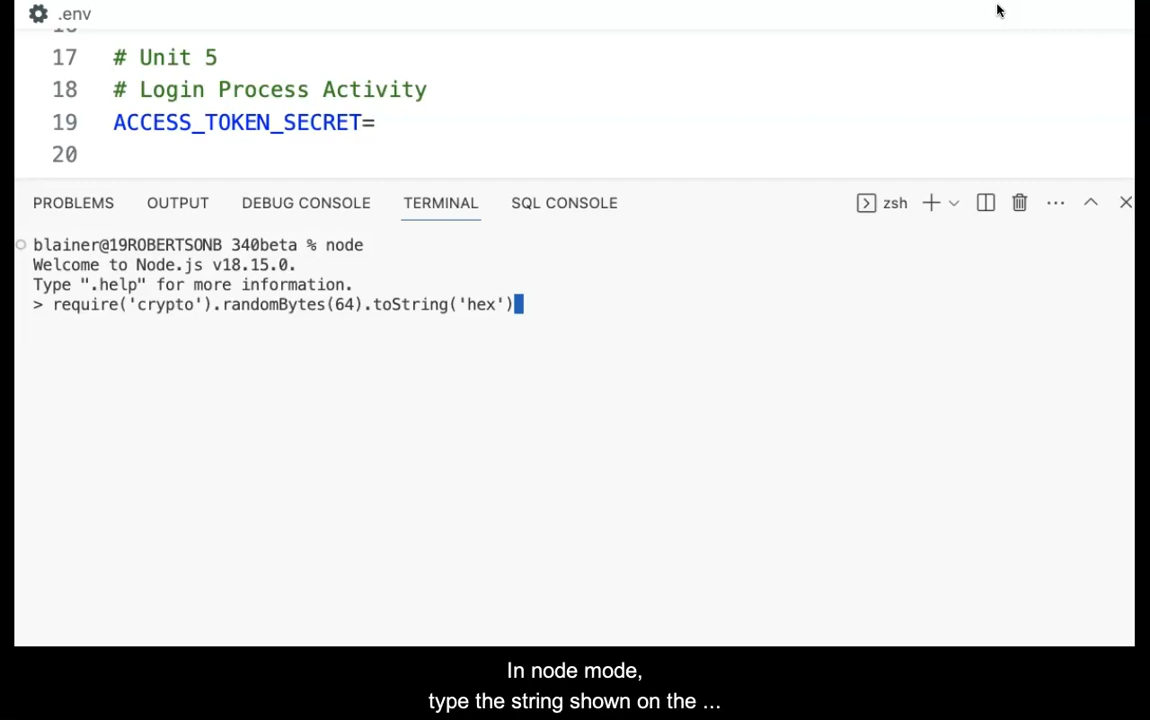 .env
17 # Unit 5
18 # Login Process Activity
19 ACCESS_TOKEN_SECRET=
20
PROBLEMS OUTPUT DEBUG CONSOLE TERMINAL SQL CONSOLE zsh
blainer@19ROBERTSONB 340beta % node
Welcome to Node.js v18.15.0.
Type ".help" for more information.
> require('crypto').randomBytes(64).toString('hex')
In node mode,
type the string shown on the ...